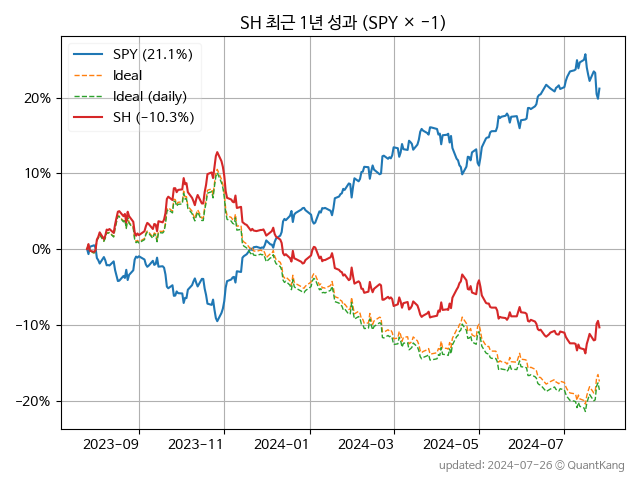 SH 최근 1년 성과 (SPY × −1)
SPY (21.1%)
Ideal
Ideal (daily)
SH (−10.3%)
20%
10%
0%
−10%
−20%
2023-09 2023-11 2024-01 2024-03 2024-05 2024-07
updated: 2024-07-26 © QuantKang